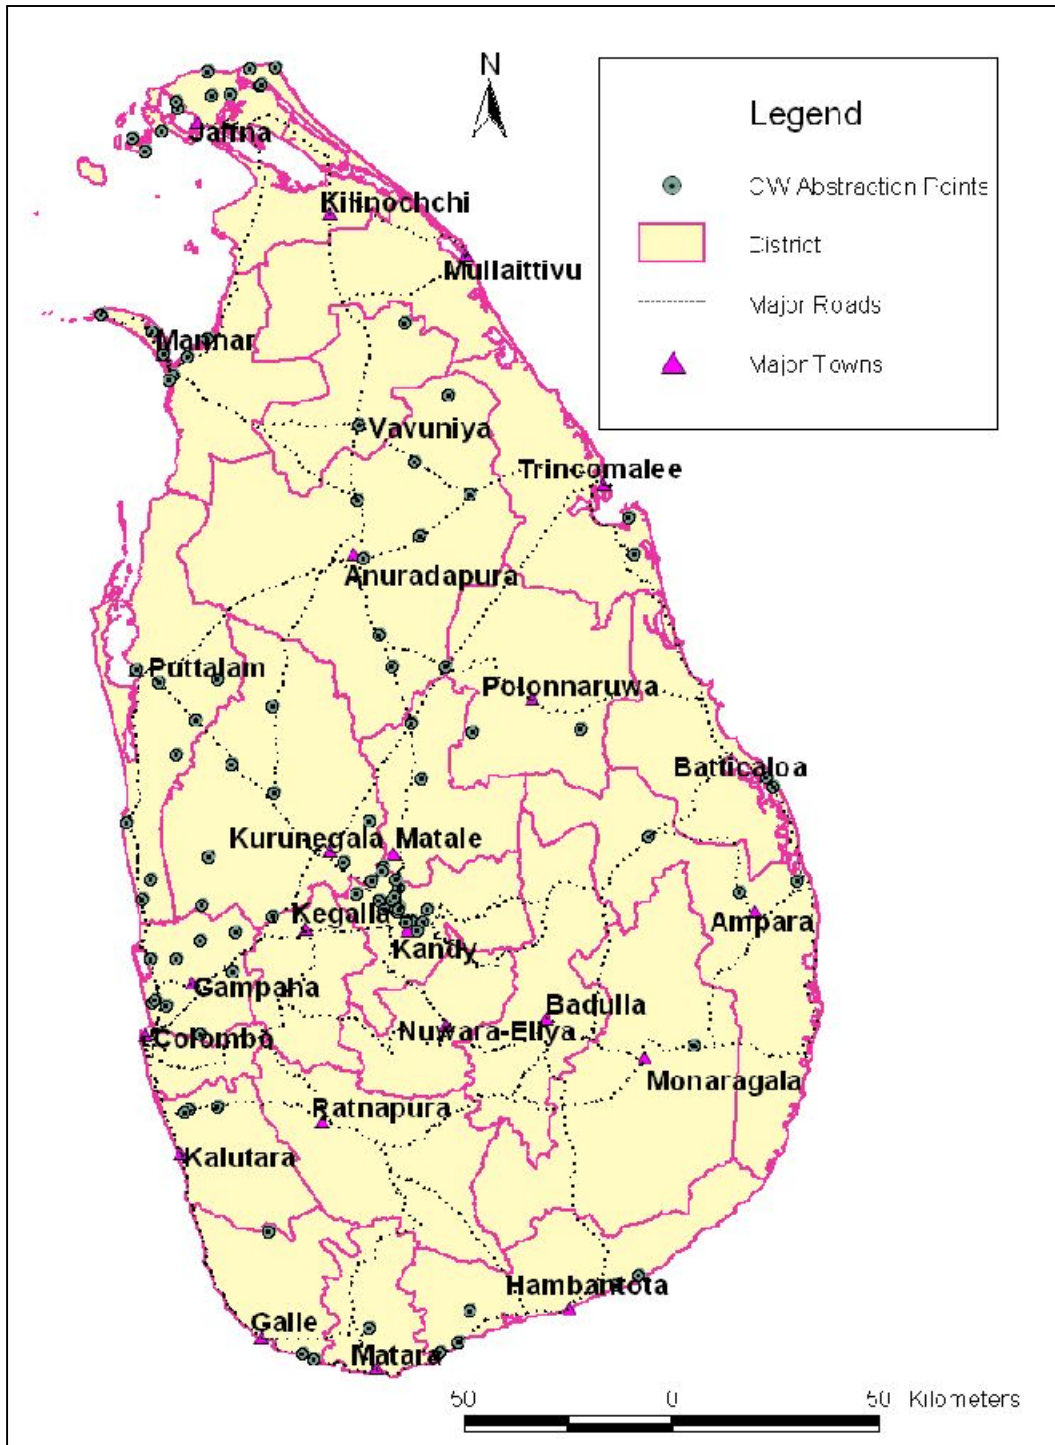 N
Legend
GW Abstraction Points
District
Major Roads
Major Towns
Jaffna
Kilinochchi
Mullaittivu
Mannar
Vavuniya
Trincomalee
Anuradapura
Puttalam
Polonnaruwa
Batticaloa
Kurunegala
Matale
Kegalla
Ampara
Kandy
Gampaha
Badulla
Nuwara-Eliya
Colombo
Monaragala
Ratnapura
Kalutara
Hambantota
Galle
Matara
50 0 50 Kilometers